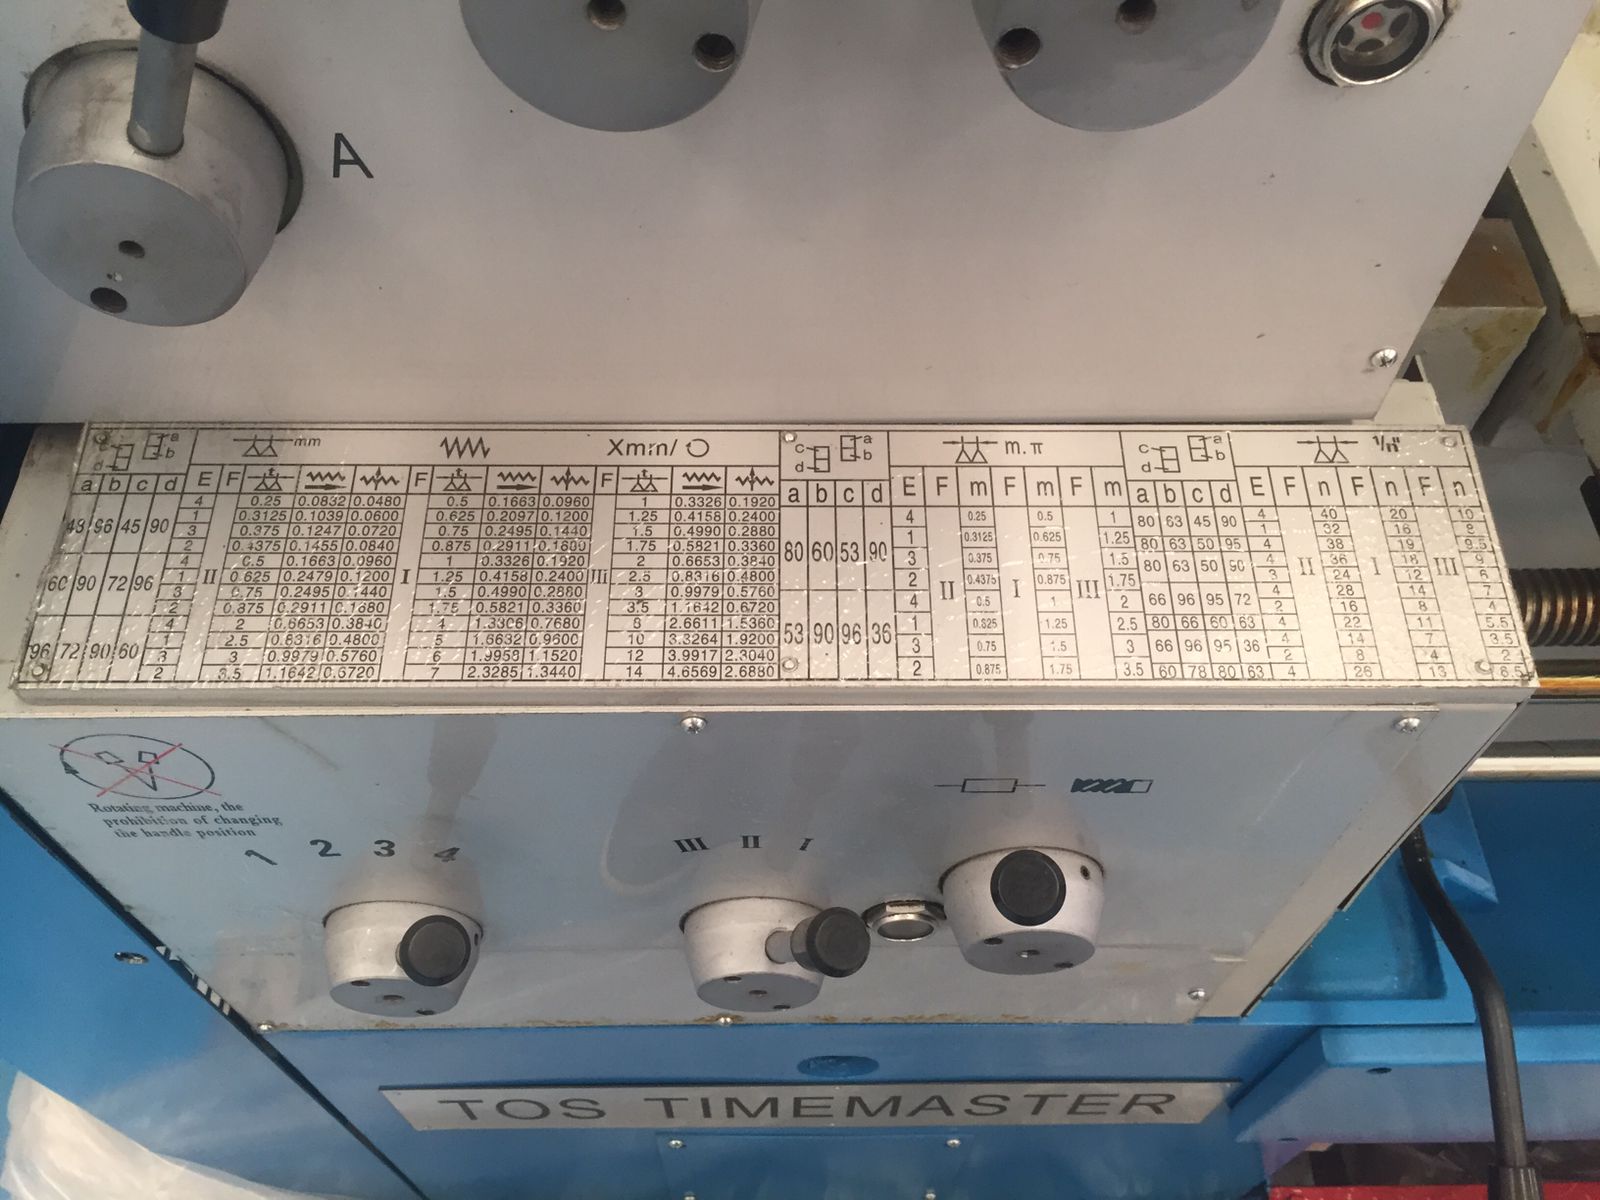 A
c d a b mm Xmm/ c d a b m.π c d a b 1/n"
a b c d E F t F t F t a b c d E F m F m F m a b c d E F n F n F n
4 0.25 0.0832 0.0480 0.5 0.1663 0.0960 1 0.3326 0.1920
48 96 45 90 1 0.3125 0.1039 0.0600 0.625 0.2097 0.1200 1.25 0.4158 0.2400
3 0.375 0.1247 0.0720 0.75 0.2495 0.1440 1.5 0.4990 0.2880
2 0.4375 0.1455 0.0840 0.875 0.2911 0.1680 1.75 0.5821 0.3360
4 0.5 0.1663 0.0960 1 0.3326 0.1920 2 0.6653 0.3840
60 90 72 96 1 II 0.625 0.2479 0.1200 I 1.25 0.4158 0.2400 III 2.5 0.8316 0.4800
3 0.75 0.2495 0.1440 1.5 0.4990 0.2880 3 0.9979 0.5760
2 0.875 0.2911 0.1680 1.75 0.5821 0.3360 3.5 1.1642 0.6720
4 2 0.6653 0.3840 4 1.3306 0.7680 8 2.6611 1.5360
96 72 90 60 1 2.5 0.8316 0.4800 5 1.6632 0.9600 10 3.3264 1.9200
3 3 0.9979 0.5760 6 1.9958 1.1520 12 3.9917 2.3040
2 3.5 1.1642 0.6720 7 2.3285 1.3440 14 4.6569 2.6880
4 0.25 0.5 1
1 0.3125 0.625 1.25
80 60 53 90 3 0.375 0.75 1.5
2 0.4375 0.875 1.75
II I III
4 0.5 1 2
1 0.625 1.25 2.5
53 90 96 36 3 0.75 1.5 3
2 0.875 1.75 3.5
80 63 45 90 4 40 20 10
1 32 16 8
80 63 50 95 4 38 19 9.5
80 63 50 90 4 II 36 I 18 III 9
3 24 12 6
66 96 95 72 4 28 14 7
2 16 8 4
80 66 60 63 4 22 11 5.5
66 96 95 36 4 14 7 3.5
2 8 4 2
60 78 80 63 4 26 13 6.5
Rotating machine, the
prohibition of changing
the handle position
1 2 3 4
III II I
TOS TIMEMASTER